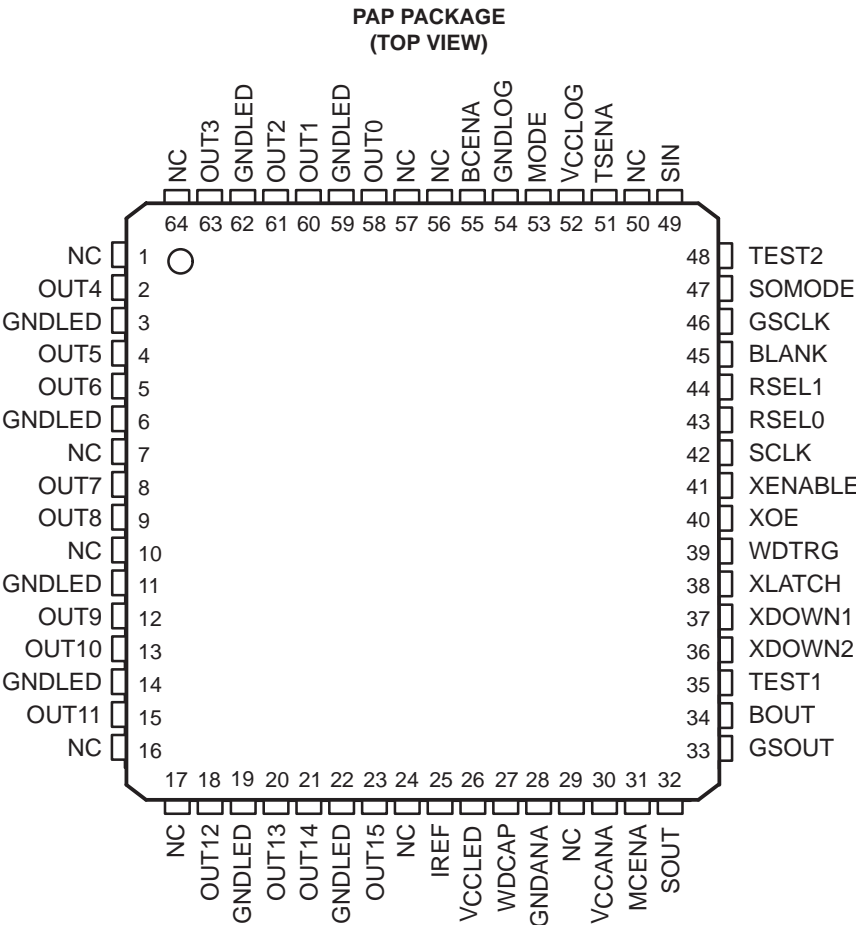 PAP PACKAGE
(TOP VIEW)
NC OUT3 GNDLED OUT2 OUT1 GNDLED OUT0 NC NC BCENA GNDLOG MODE VCCLOG TSENA NC SIN
64 63 62 61 60 59 58 57 56 55 54 53 52 51 50 49
NC 1 48 TEST2
OUT4 2 47 SOMODE
GNDLED 3 46 GSCLK
OUT5 4 45 BLANK
OUT6 5 44 RSEL1
GNDLED 6 43 RSEL0
NC 7 42 SCLK
OUT7 8 41 XENABLE
OUT8 9 40 XOE
NC 10 39 WDTRG
GNDLED 11 38 XLATCH
OUT9 12 37 XDOWN1
OUT10 13 36 XDOWN2
GNDLED 14 35 TEST1
OUT11 15 34 BOUT
NC 16 33 GSOUT
17 18 19 20 21 22 23 24 25 26 27 28 29 30 31 32
NC OUT12 GNDLED OUT13 OUT14 GNDLED OUT15 NC IREF VCCLED WDCAP GNDANA NC VCCANA MCENA SOUT